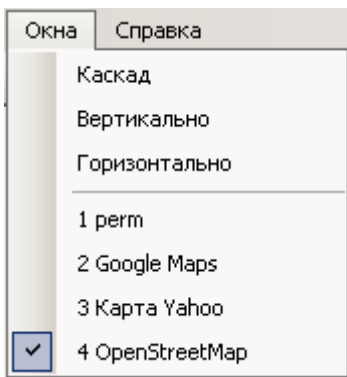 Окна Справка
Каскад
Вертикально
Горизонтально
1 perm
2 Google Maps
3 Карта Yahoo
4 OpenStreetMap